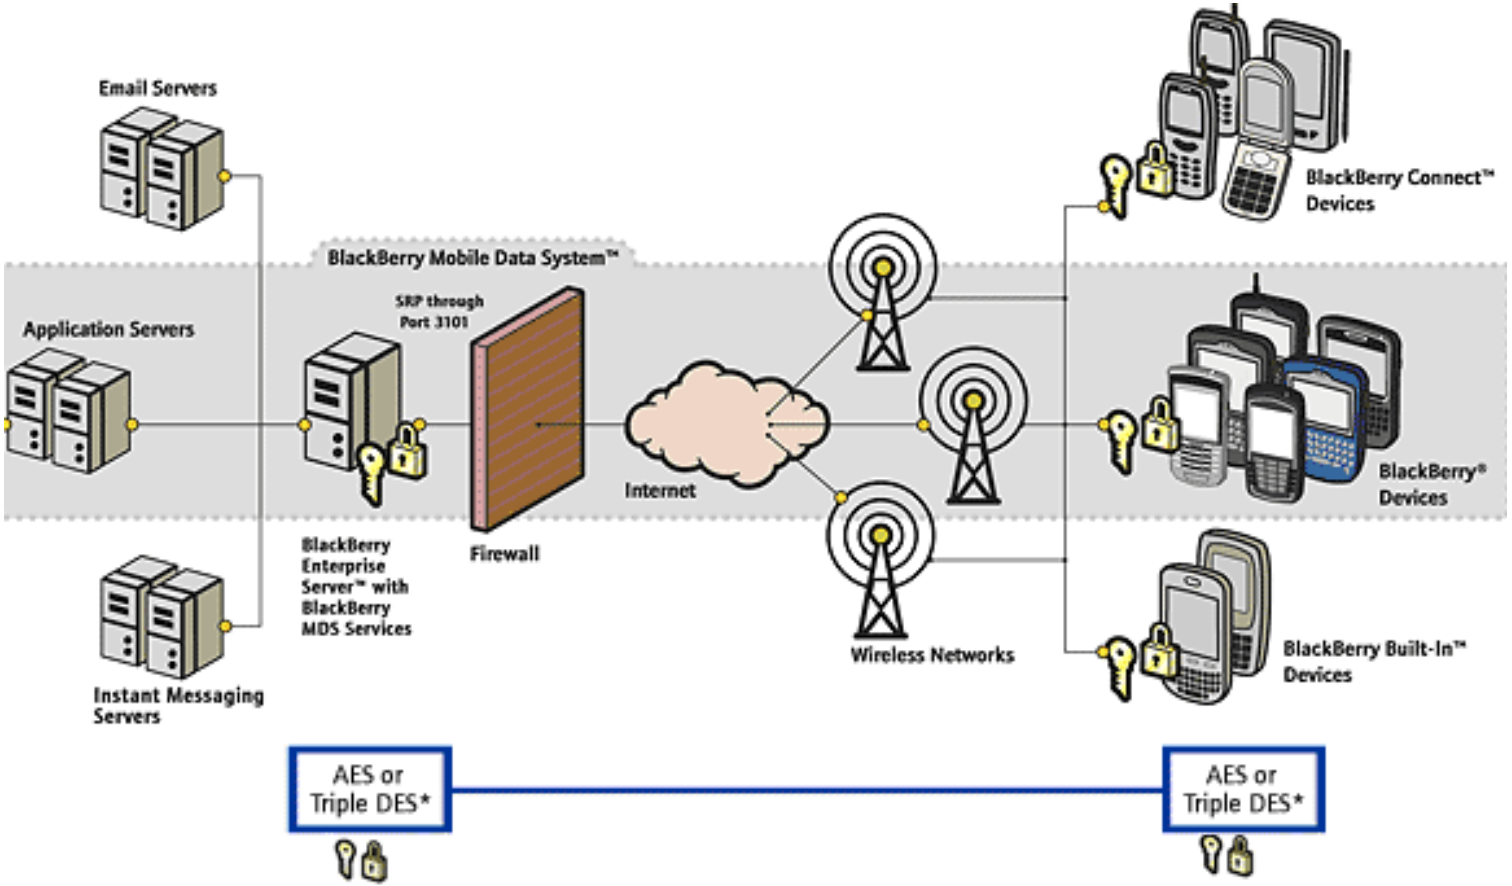 Email Servers
BlackBerry Connect™
Devices
BlackBerry Mobile Data System™
SRP through
Port 3101
Application Servers
BlackBerry®
Devices
Internet
Firewall
BlackBerry
Enterprise
Server™ with
BlackBerry
MDS Services
Wireless Networks
BlackBerry Built-In™
Devices
Instant Messaging
Servers
AES or
Triple DES*
AES or
Triple DES*